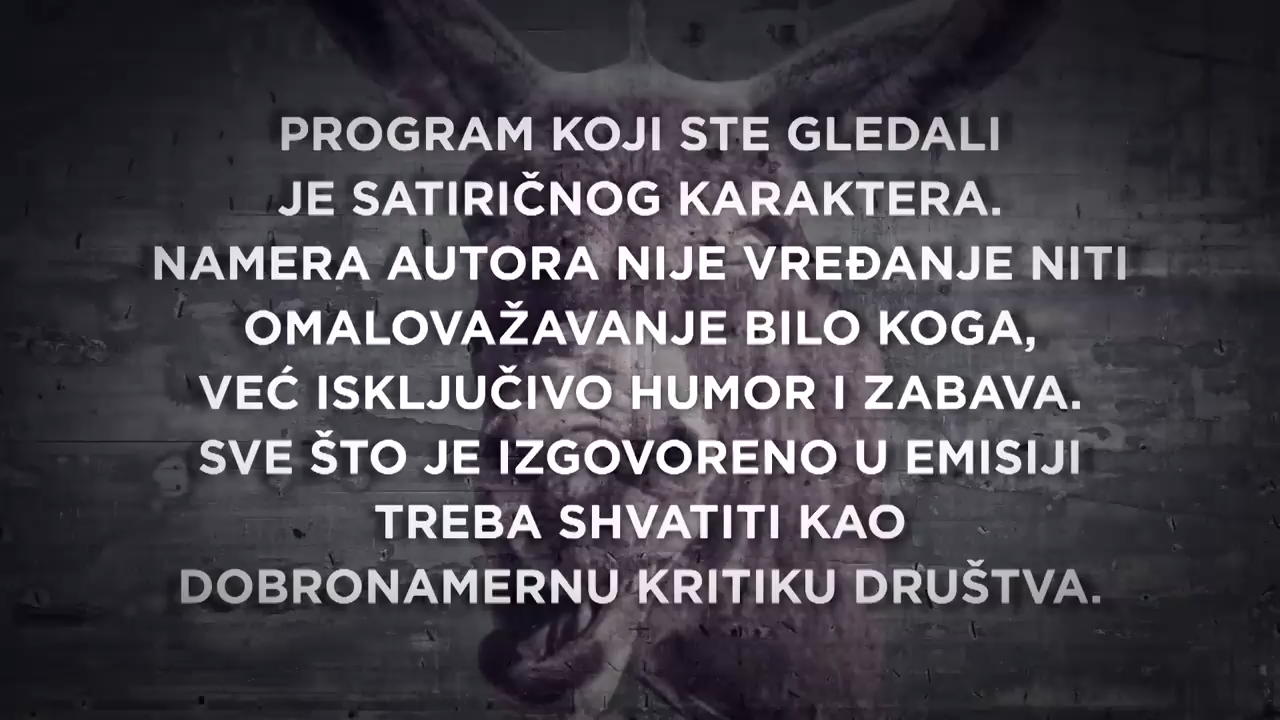 PROGRAM KOJI STE GLEDALI
JE SATIRIČNOG KARAKTERA.
NAMERA AUTORA NIJE VREĐANJE NITI
OMALOVAŽAVANJE BILO KOGA,
VEĆ ISKLJUČIVO HUMOR I ZABAVA.
SVE ŠTO JE IZGOVORENO U EMISIJI
TREBA SHVATITI KAO
DOBRONAMERNU KRITIKU DRUŠTVA.